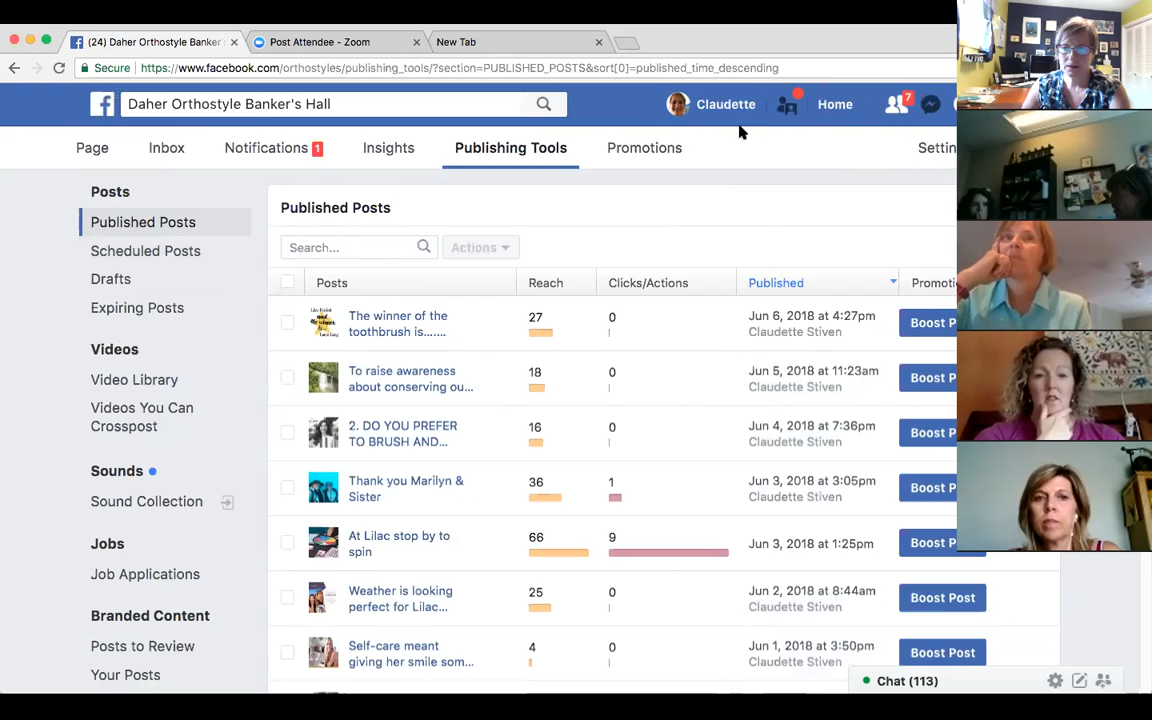 (24) Daher Orthostyle Banker's
Post Attendee - Zoom
New Tab
Secure
https://www.facebook.com/orthostyles/publishing_tools/?section=PUBLISHED_POSTS&sort[0]=published_time_descending
Daher Orthostyle Banker's Hall
Claudette
Home
7
Page
Inbox
Notifications 1
Insights
Publishing Tools
Promotions
Settin
Posts
Published Posts
Scheduled Posts
Drafts
Expiring Posts
Videos
Video Library
Videos You Can
Crosspost
Sounds
Sound Collection
Jobs
Job Applications
Branded Content
Posts to Review
Your Posts
Published Posts
Search...
Actions
Posts
Reach
Clicks/Actions
Published
Promoti
The winner of the
toothbrush is.......
27
0
Jun 6, 2018 at 4:27pm
Claudette Stiven
Boost P
To raise awareness
about conserving ou...
18
0
Jun 5, 2018 at 11:23am
Claudette Stiven
Boost P
2. DO YOU PREFER
TO BRUSH AND...
16
0
Jun 4, 2018 at 7:36pm
Claudette Stiven
Boost P
Thank you Marilyn &
Sister
36
1
Jun 3, 2018 at 3:05pm
Claudette Stiven
Boost P
At Lilac stop by to
spin
66
9
Jun 3, 2018 at 1:25pm
Boost P
Weather is looking
perfect for Lilac...
25
0
Jun 2, 2018 at 8:44am
Claudette Stiven
Boost Post
Self-care meant
giving her smile som...
4
0
Jun 1, 2018 at 3:50pm
Claudette Stiven
Boost Post
Chat (113)